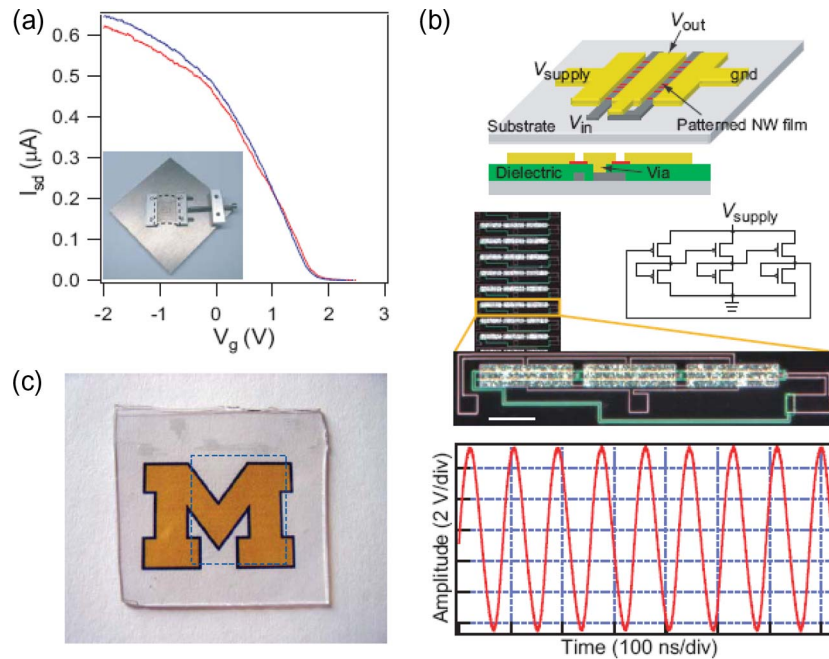 (a)
I_sd (μA)
0.6
0.5
0.4
0.3
0.2
0.1
0.0
-2
-1
0
1
2
3
V_g (V)
(b)
V_out
V_supply
gnd
V_in
Patterned NW film
Substrate
Dielectric
Via
V_supply
Amplitude (2 V/div)
Time (100 ns/div)
(c)
M